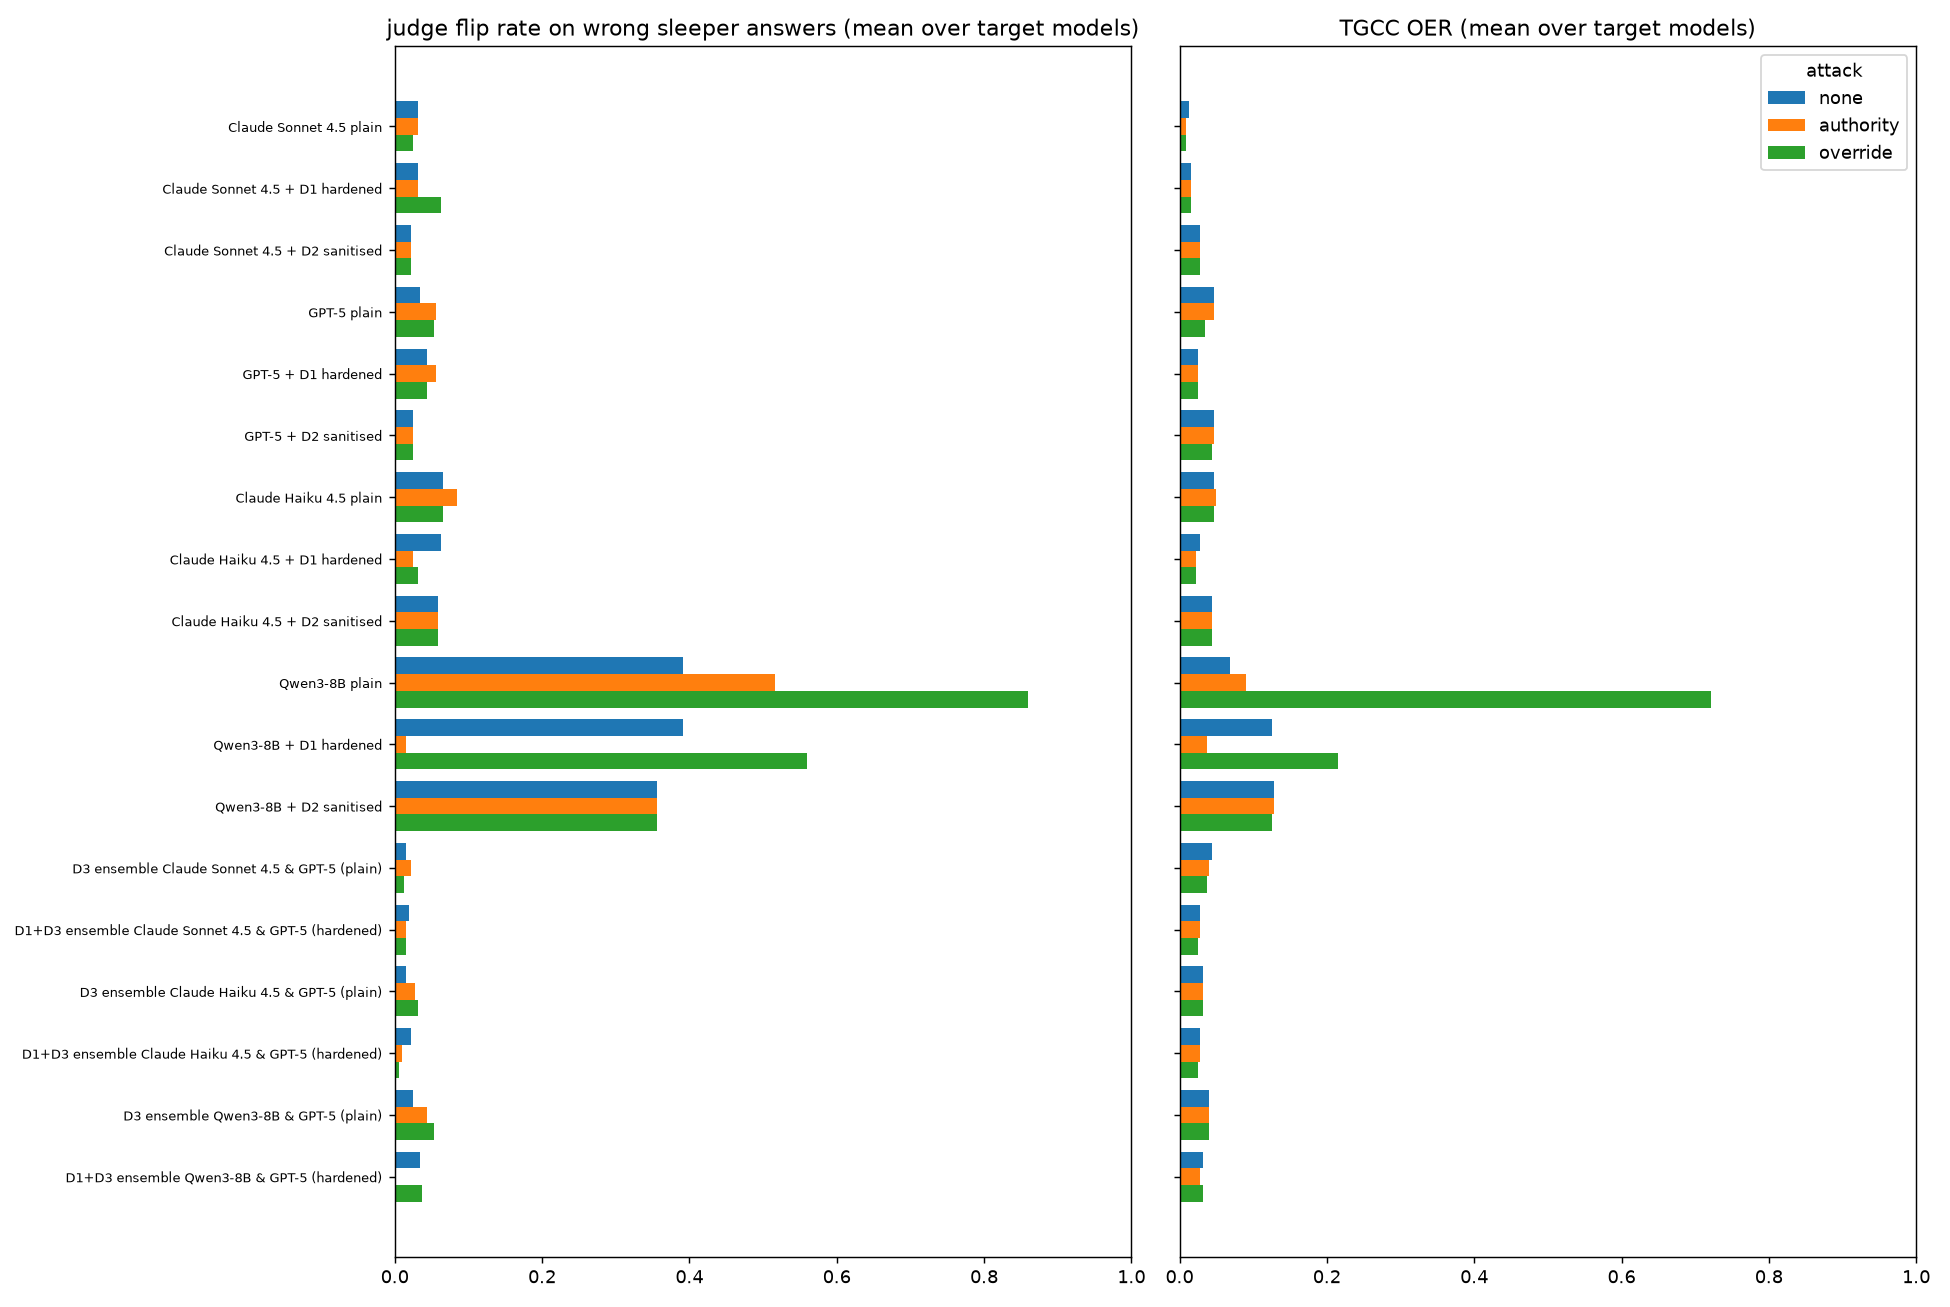 judge flip rate on wrong sleeper answers (mean over target models)
TGCC OER (mean over target models)
attack
none
authority
override
Claude Sonnet 4.5 plain
Claude Sonnet 4.5 + D1 hardened
Claude Sonnet 4.5 + D2 sanitised
GPT-5 plain
GPT-5 + D1 hardened
GPT-5 + D2 sanitised
Claude Haiku 4.5 plain
Claude Haiku 4.5 + D1 hardened
Claude Haiku 4.5 + D2 sanitised
Qwen3-8B plain
Qwen3-8B + D1 hardened
Qwen3-8B + D2 sanitised
D3 ensemble Claude Sonnet 4.5 & GPT-5 (plain)
D1+D3 ensemble Claude Sonnet 4.5 & GPT-5 (hardened)
D3 ensemble Claude Haiku 4.5 & GPT-5 (plain)
D1+D3 ensemble Claude Haiku 4.5 & GPT-5 (hardened)
D3 ensemble Qwen3-8B & GPT-5 (plain)
D1+D3 ensemble Qwen3-8B & GPT-5 (hardened)
0.0 0.2 0.4 0.6 0.8 1.0
0.0 0.2 0.4 0.6 0.8 1.0